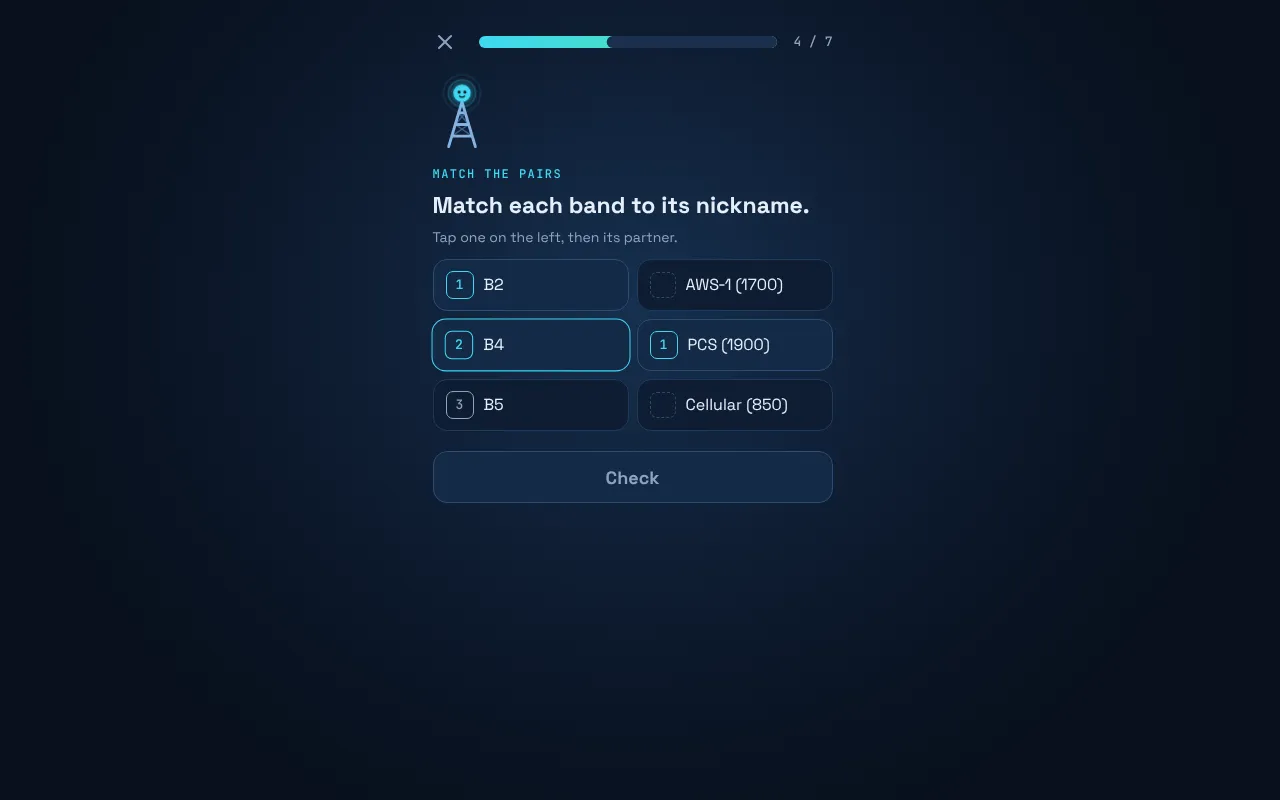 4 / 7
MATCH THE PAIRS
Match each band to its nickname.
Tap one on the left, then its partner.
1 B2
AWS-1 (1700)
2 B4
1 PCS (1900)
3 B5
Cellular (850)
Check